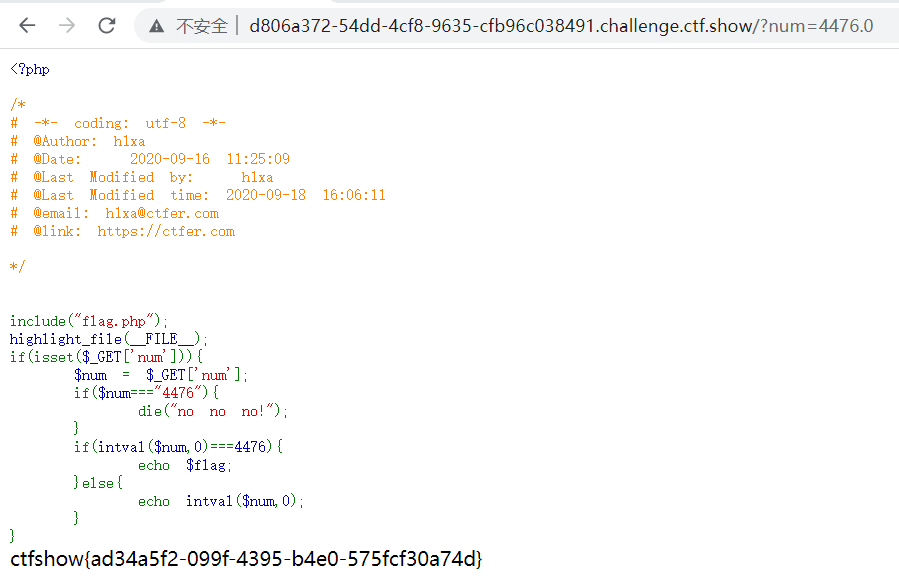 不安全 | d806a372-54dd-4cf8-9635-cfb96c038491.challenge.ctf.show/?num=4476.0
<?php
/*
# -*- coding: utf-8 -*-
# @Author: h1xa
# @Date:   2020-09-16 11:25:09
# @Last Modified by:   h1xa
# @Last Modified time: 2020-09-18 16:06:11
# @email: h1xa@ctfer.com
# @link: https://ctfer.com
*/
include("flag.php");
highlight_file(__FILE__);
if(isset($_GET['num'])){
    $num = $_GET['num'];
    if($num==="4476"){
        die("no no no!");
    }
    if(intval($num,0)===4476){
        echo $flag;
    }else{
        echo intval($num,0);
    }
}
ctfshow{ad34a5f2-099f-4395-b4e0-575fcf30a74d}